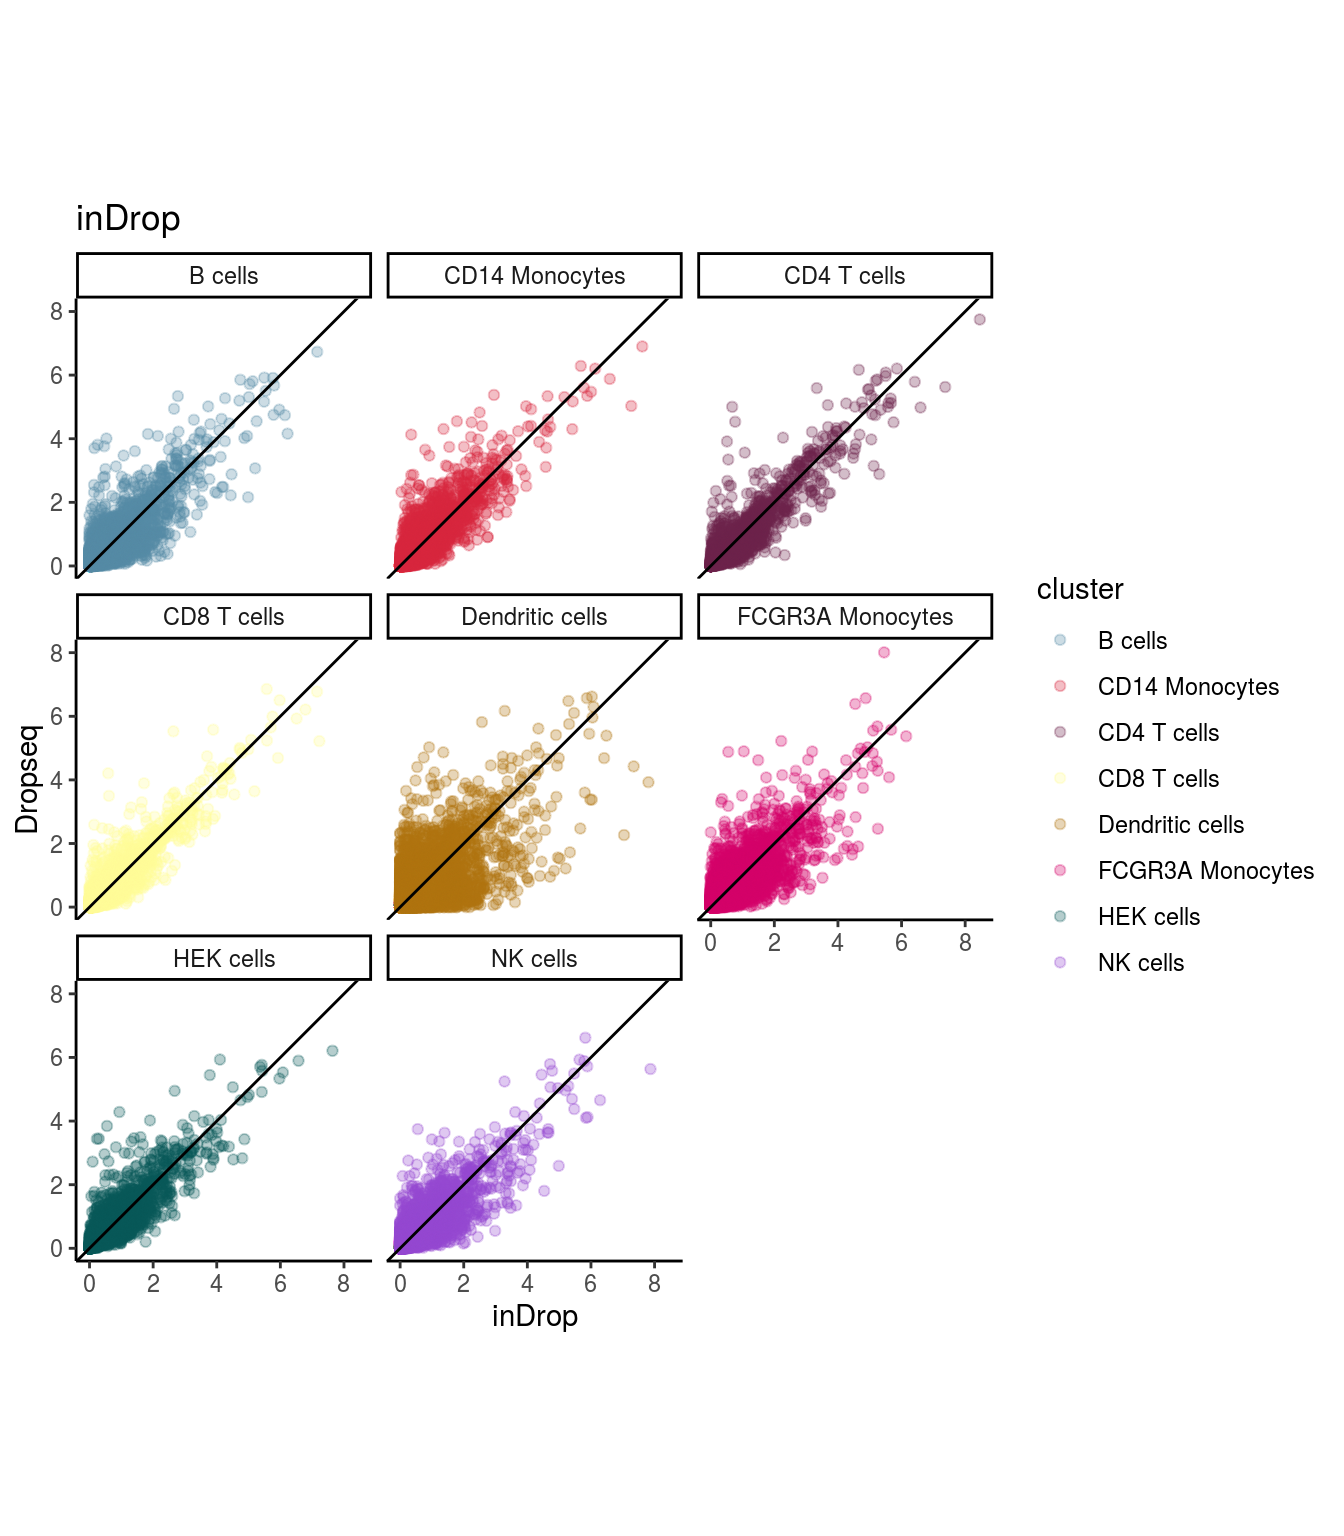 inDrop
B cells
CD14 Monocytes
CD4 T cells
8
6
4
2
0
CD8 T cells
Dendritic cells
FCGR3A Monocytes
8
6
4
2
0
0 2 4 6 8
HEK cells
NK cells
8
6
4
2
0
0 2 4 6 8
0 2 4 6 8
inDrop
Dropseq
cluster
B cells
CD14 Monocytes
CD4 T cells
CD8 T cells
Dendritic cells
FCGR3A Monocytes
HEK cells
NK cells